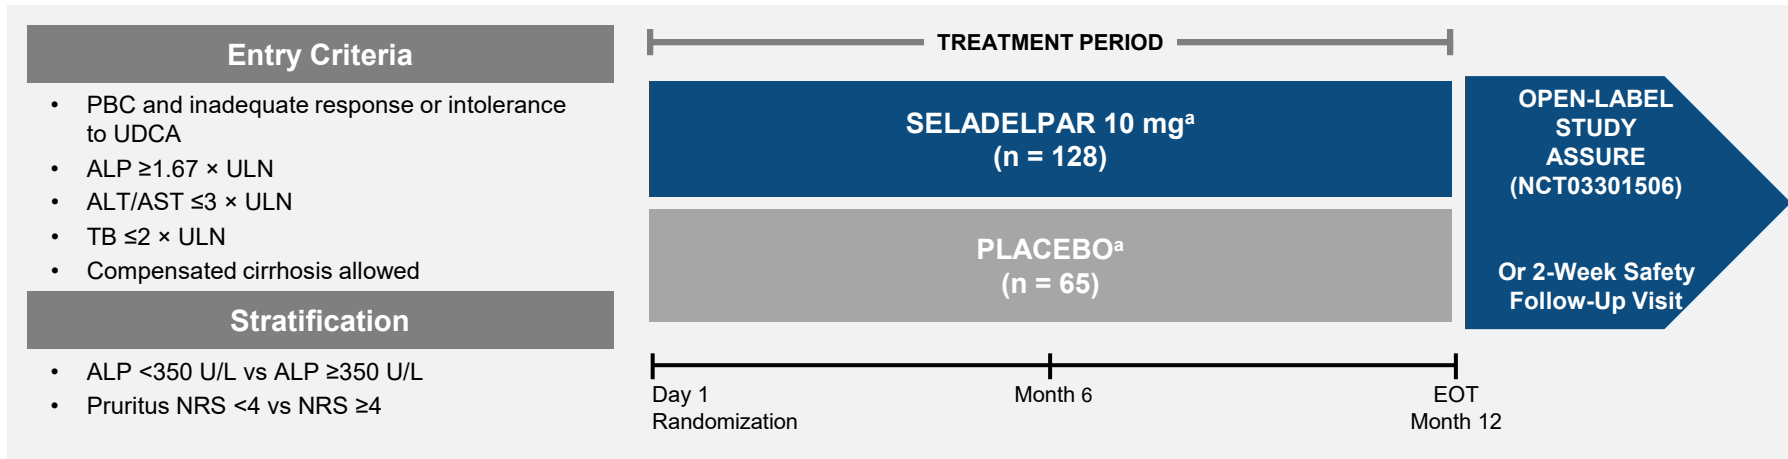 Entry Criteria
• PBC and inadequate response or intolerance
to UDCA
• ALP ≥1.67 × ULN
• ALT/AST ≤3 × ULN
• TB ≤2 × ULN
• Compensated cirrhosis allowed
Stratification
• ALP <350 U/L vs ALP ≥350 U/L
• Pruritus NRS <4 vs NRS ≥4
TREATMENT PERIOD
SELADELPAR 10 mgᵃ
(n = 128)
PLACEBOᵃ
(n = 65)
Day 1
Randomization
Month 6
EOT
Month 12
OPEN-LABEL
STUDY
ASSURE
(NCT03301506)
Or 2-Week Safety
Follow-Up Visit